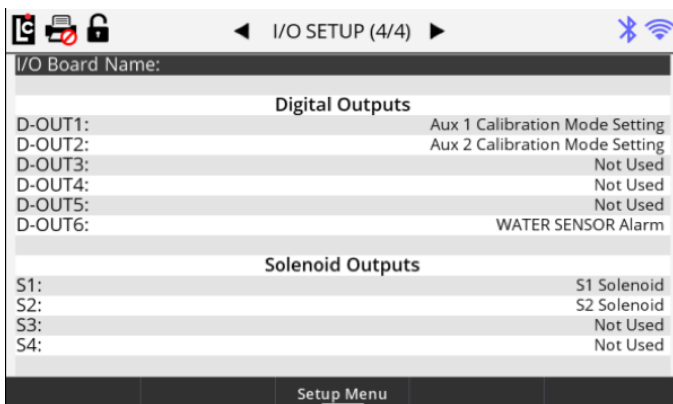 LC
I/O SETUP (4/4)
I/O Board Name:
Digital Outputs
D-OUT1: Aux 1 Calibration Mode Setting
D-OUT2: Aux 2 Calibration Mode Setting
D-OUT3: Not Used
D-OUT4: Not Used
D-OUT5: Not Used
D-OUT6: WATER SENSOR Alarm
Solenoid Outputs
S1: S1 Solenoid
S2: S2 Solenoid
S3: Not Used
S4: Not Used
Setup Menu